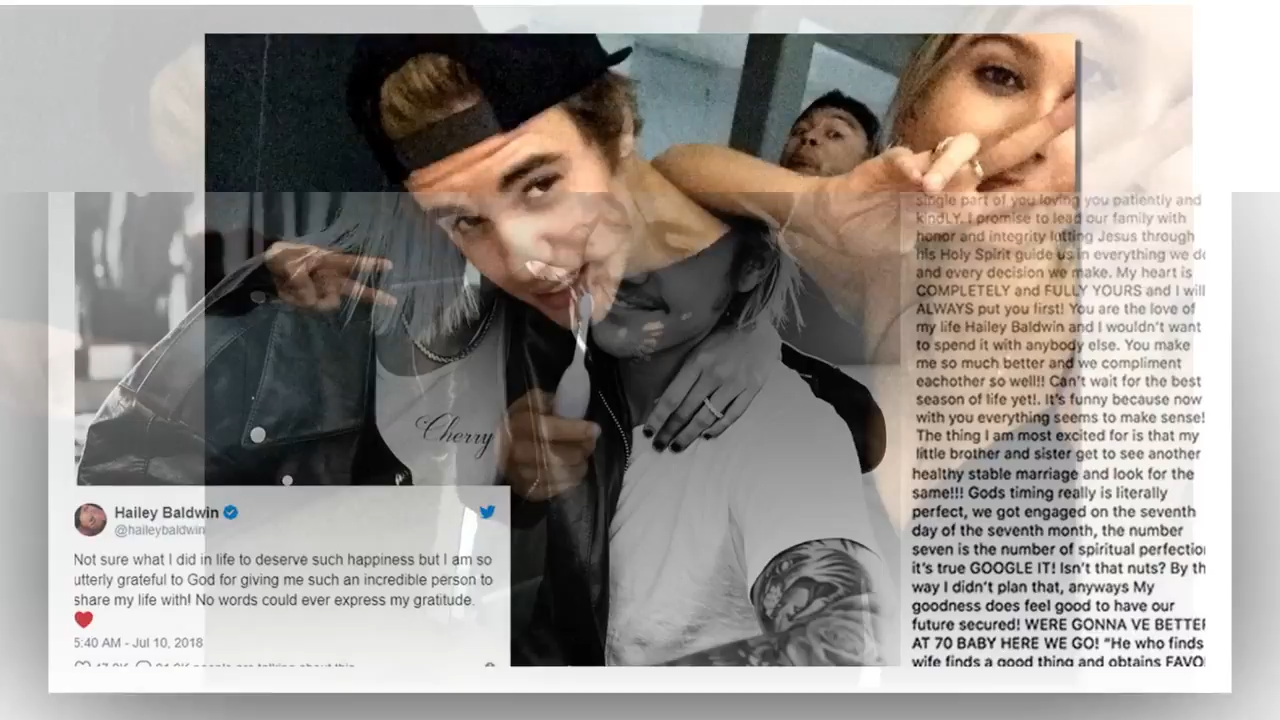 Cherry
Hailey Baldwin
@haileybaldwin
Not sure what I did in life to deserve such happiness but I am so
utterly grateful to God for giving me such an incredible person to
share my life with! No words could ever express my gratitude.
5:40 AM - Jul 10, 2018
people are talking about this
single part of you loving you patiently and
kindLY. I promise to lead our family with
honor and integrity letting Jesus through
his Holy Spirit guide us in everything we do
and every decision we make. My heart is
COMPLETELY and FULLY YOURS and I will
ALWAYS put you first! You are the love of
my life Hailey Baldwin and I wouldn't want
to spend it with anybody else. You make
me so much better and we compliment
eachother so well!! Can't wait for the best
season of life yet!. It's funny because now
with you everything seems to make sense!
The thing I am most excited for is that my
little brother and sister get to see another
healthy stable marriage and look for the
same!!! Gods timing really is literally
perfect, we got engaged on the seventh
day of the seventh month, the number
seven is the number of spiritual perfection
it's true GOOGLE IT! Isn't that nuts? By th
way I didn't plan that, anyways My
goodness does feel good to have our
future secured! WERE GONNA VE BETTER
AT 70 BABY HERE WE GO! "He who finds
wife finds a good thing and obtains FAVO